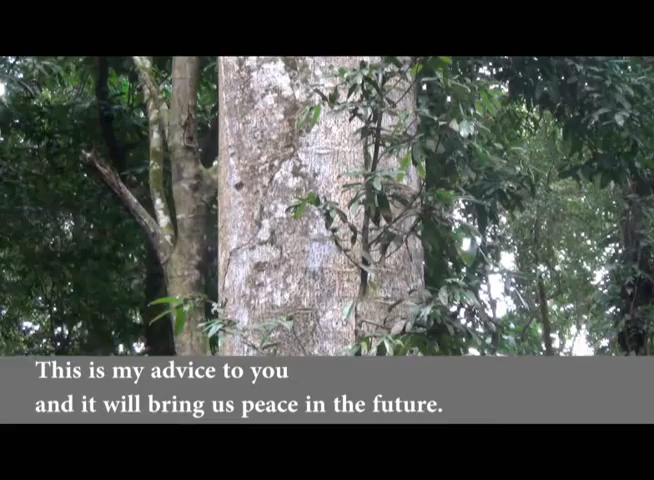 This is my advice to you
and it will bring us peace in the future.